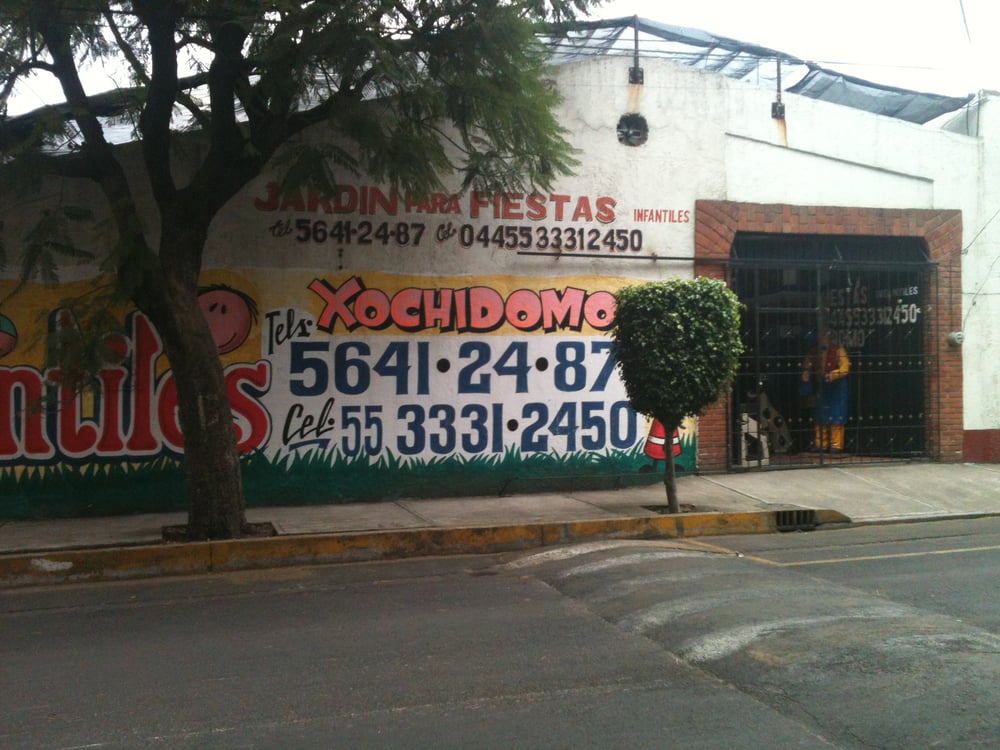 JARDIN PARA FIESTAS INFANTILES
tel 5641·24·87 Cel. 0445533312450
XOCHIDOMO
Tels. 5641·24·87
Cel. 55 3331·2450
ntiles